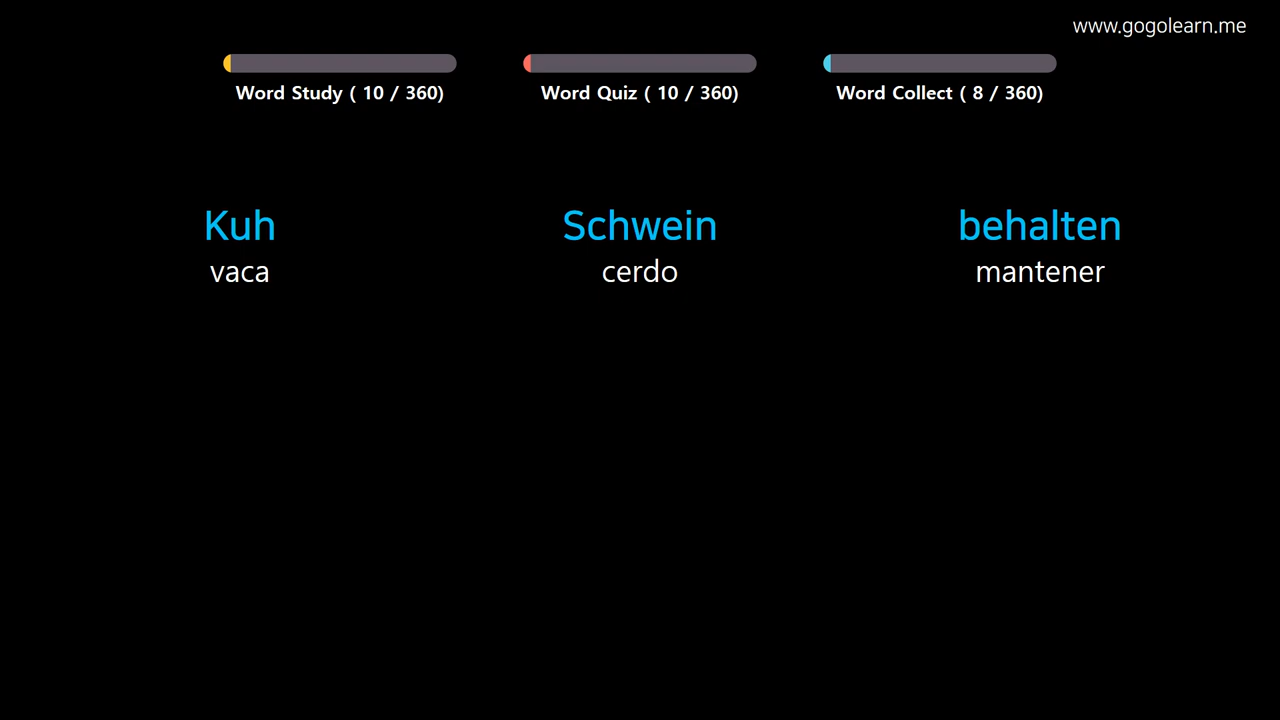 www.gogolearn.me
Word Study ( 10 / 360)
Word Quiz ( 10 / 360)
Word Collect ( 8 / 360)
Kuh
vaca
Schwein
cerdo
behalten
mantener